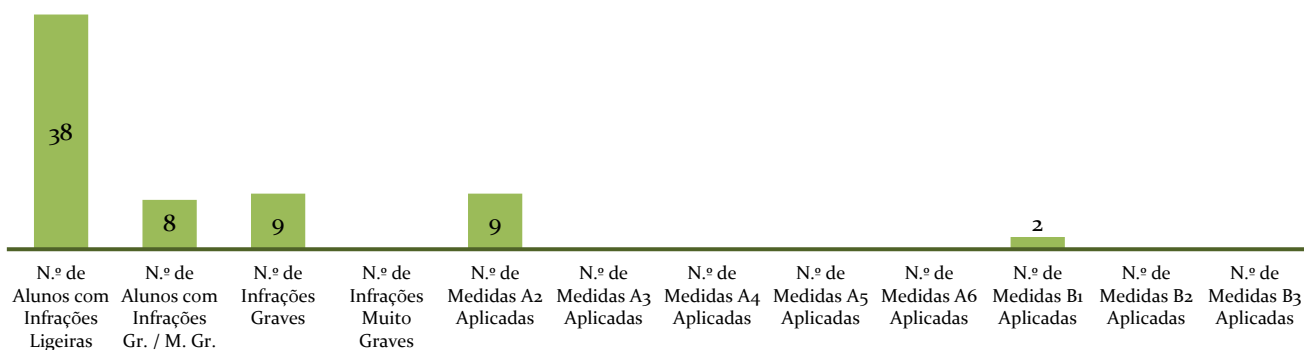 38
8
9
9
2
N.º de
Alunos com
Infrações
Ligeiras
N.º de
Alunos com
Infrações
Gr. / M. Gr.
N.º de
Infrações
Graves
N.º de
Infrações
Muito
Graves
N.º de
Medidas A2
Aplicadas
N.º de
Medidas A3
Aplicadas
N.º de
Medidas A4
Aplicadas
N.º de
Medidas A5
Aplicadas
N.º de
Medidas A6
Aplicadas
N.º de
Medidas B1
Aplicadas
N.º de
Medidas B2
Aplicadas
N.º de
Medidas B3
Aplicadas